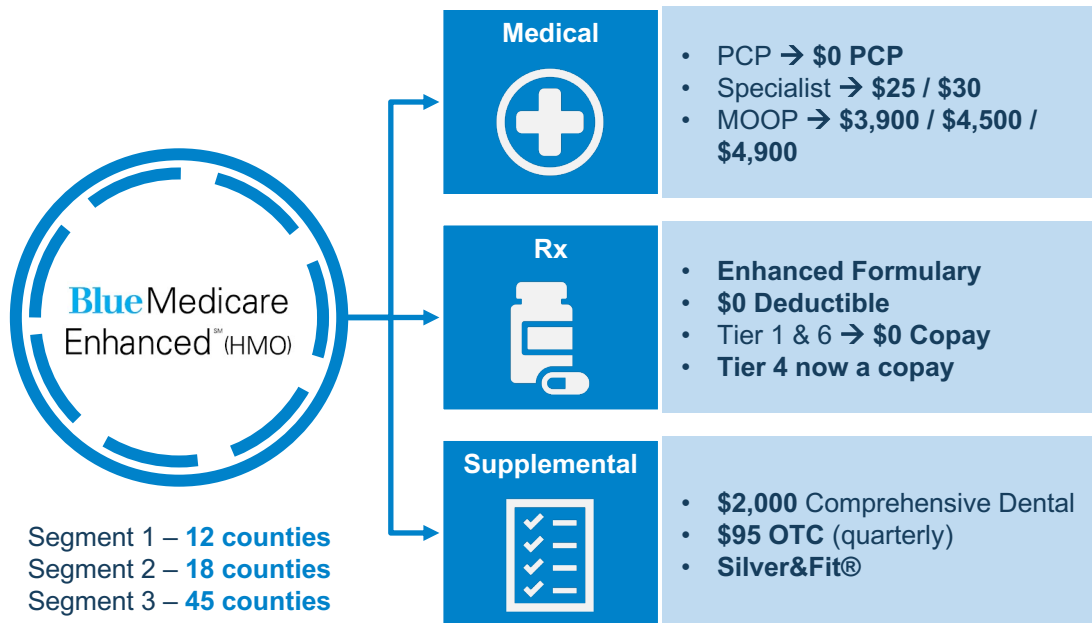 Medical
• PCP → $0 PCP
• Specialist → $25 / $30
• MOOP → $3,900 / $4,500 /
$4,900
BlueMedicare
Enhanced℠ (HMO)
Rx
• Enhanced Formulary
• $0 Deductible
• Tier 1 & 6 → $0 Copay
• Tier 4 now a copay
Supplemental
• $2,000 Comprehensive Dental
• $95 OTC (quarterly)
• Silver&Fit®
Segment 1 – 12 counties
Segment 2 – 18 counties
Segment 3 – 45 counties